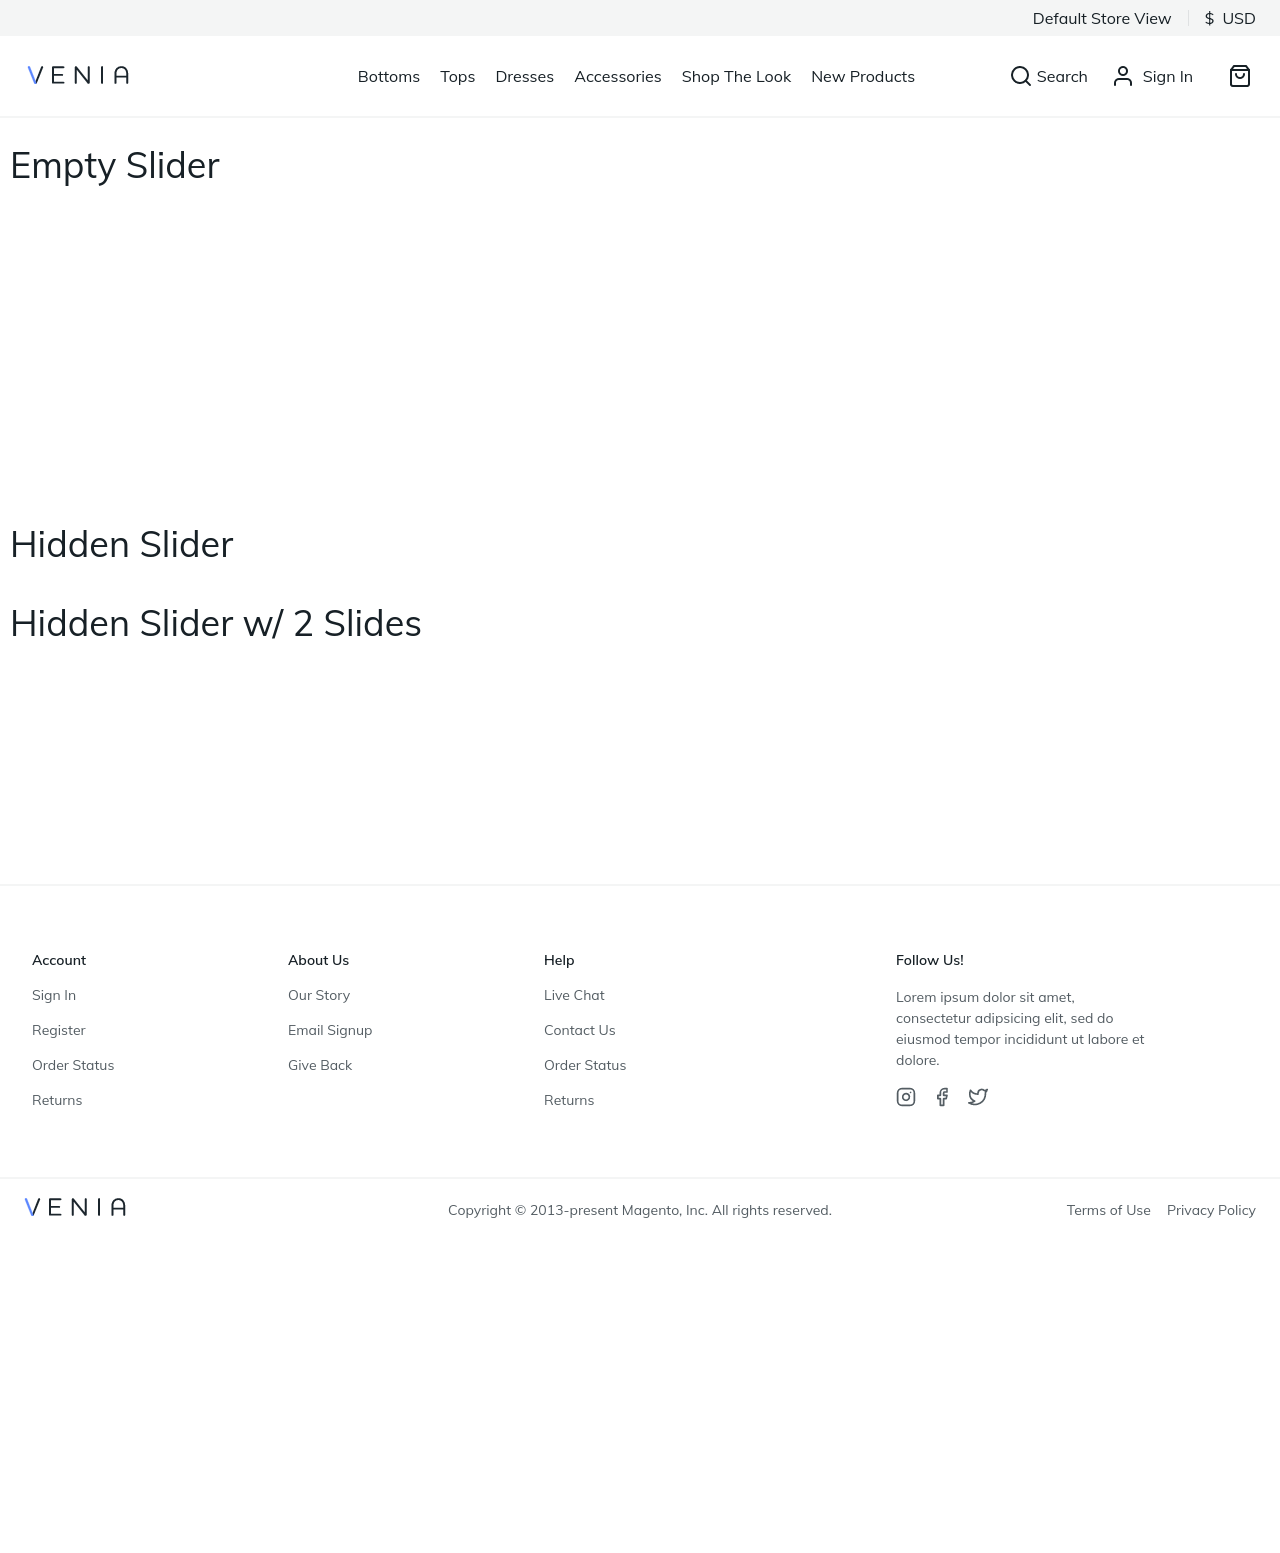 Default Store View $ USD
VENIA Bottoms Tops Dresses Accessories Shop The Look New Products Search Sign In
Empty Slider
Hidden Slider
Hidden Slider w/ 2 Slides
Account
Sign In
Register
Order Status
Returns
About Us
Our Story
Email Signup
Give Back
Help
Live Chat
Contact Us
Order Status
Returns
Follow Us!
Lorem ipsum dolor sit amet,
consectetur adipsicing elit, sed do
eiusmod tempor incididunt ut labore et
dolore.
VENIA Copyright © 2013-present Magento, Inc. All rights reserved. Terms of Use Privacy Policy